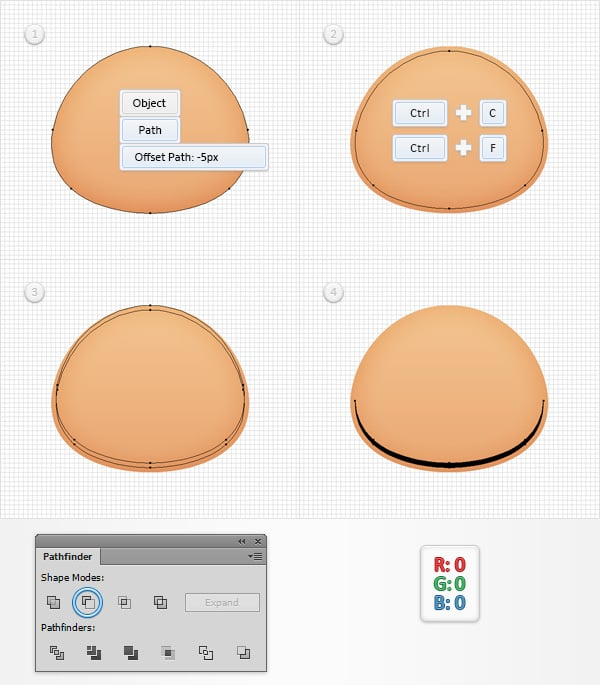 1
Object
Path
Offset Path: -5px
2
Ctrl + C
Ctrl + F
3
4
Pathfinder
Shape Modes:
Expand
Pathfinders:
R: 0
G: 0
B: 0